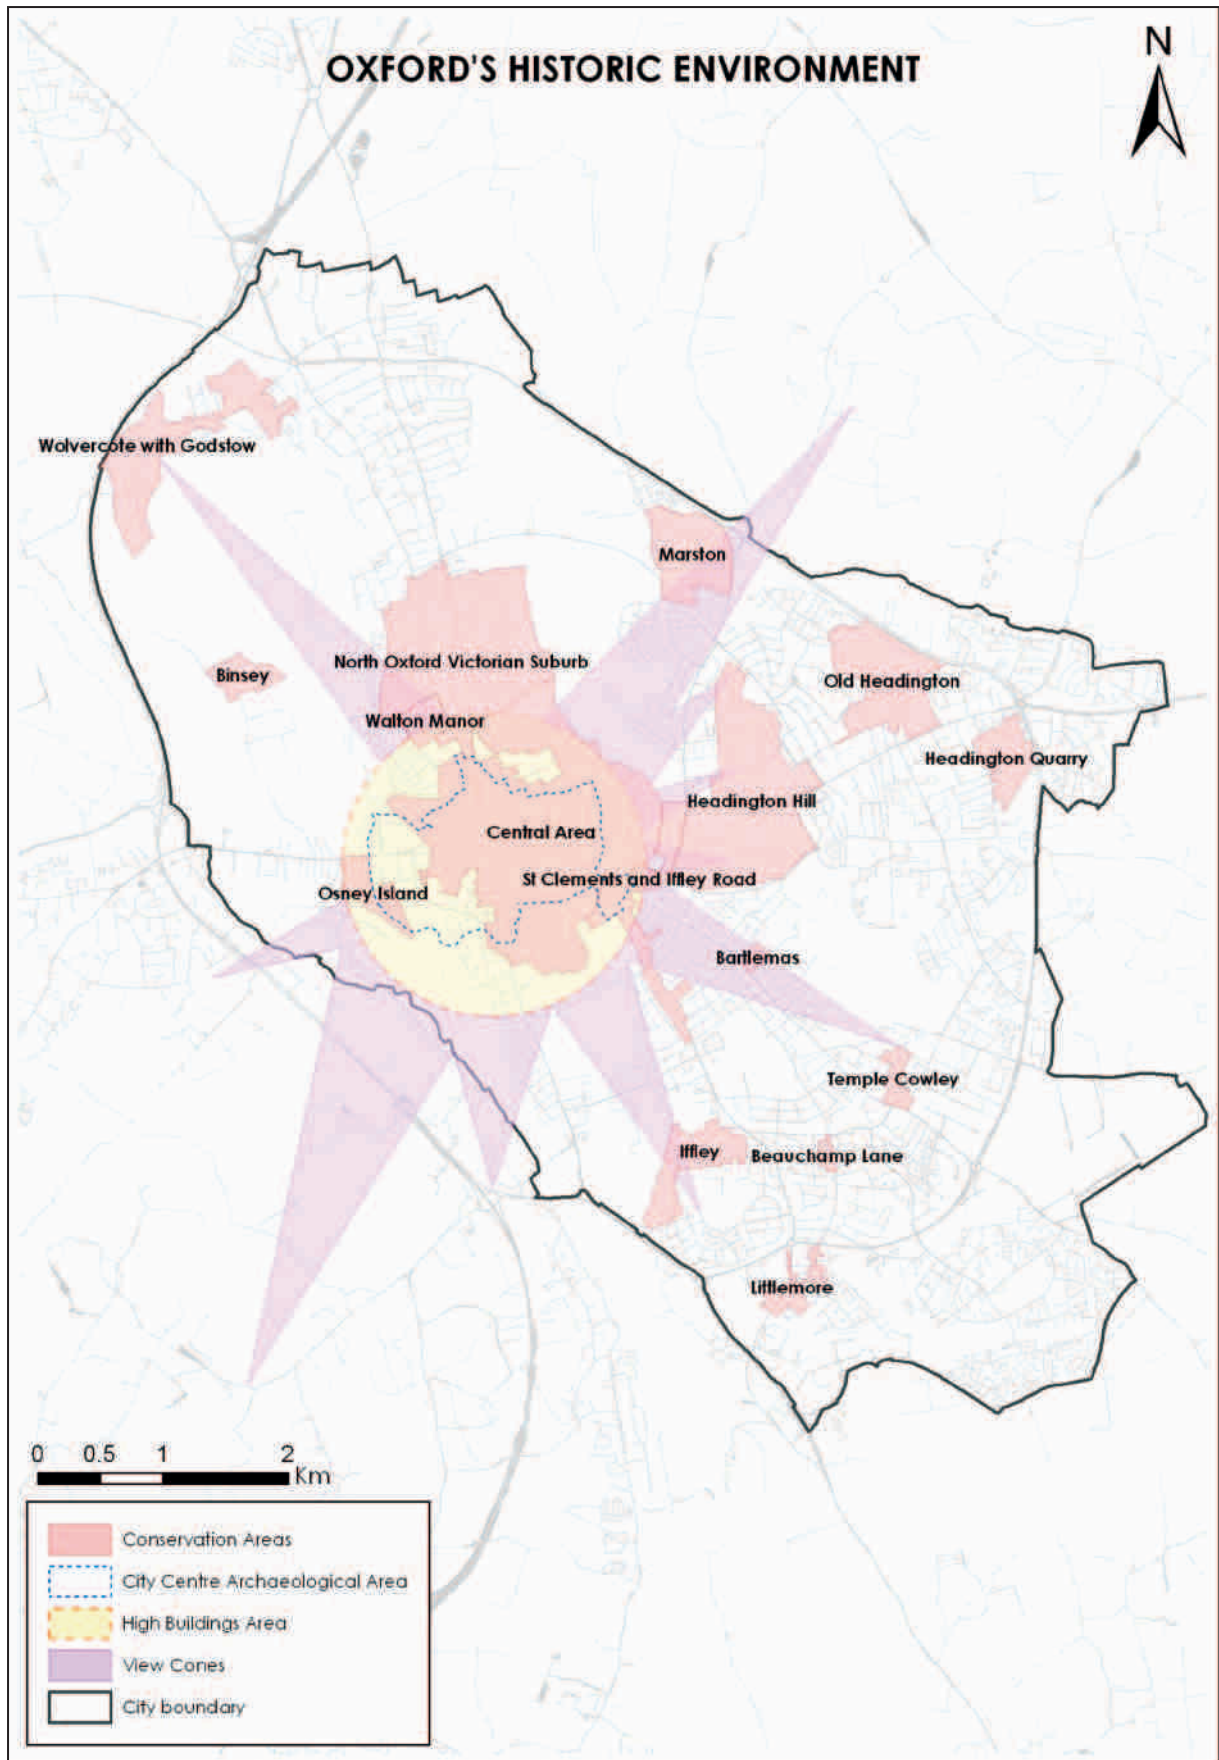 OXFORD'S HISTORIC ENVIRONMENT
N
Wolvercote with Godstow
Marston
North Oxford Victorian Suburb
Binsey
Old Headington
Walton Manor
Headington Quarry
Headington Hill
Central Area
St Clements and Iffley Road
Osney Island
Bartlemas
Temple Cowley
Iffley
Beauchamp Lane
Littlemore
0 0.5 1 2
Km
Conservation Areas
City Centre Archaeological Area
High Buildings Area
View Cones
City boundary